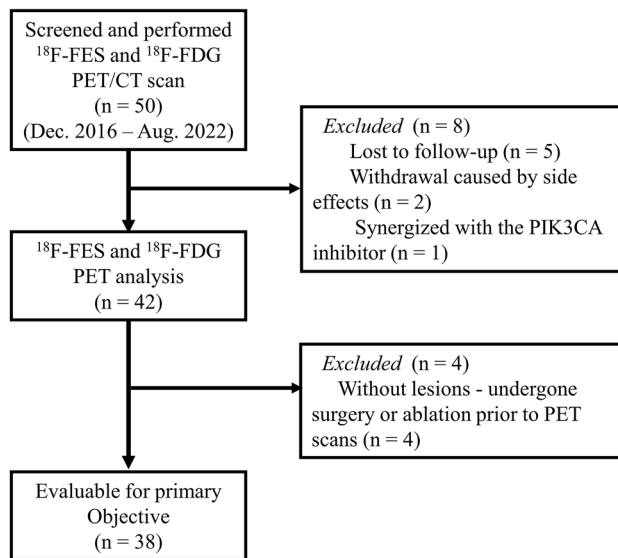 Screened and performed
¹⁸F-FES and ¹⁸F-FDG
PET/CT scan
(n = 50)
(Dec. 2016 – Aug. 2022)
Excluded (n = 8)
Lost to follow-up (n = 5)
Withdrawal caused by side
effects (n = 2)
Synergized with the PIK3CA
inhibitor (n = 1)
¹⁸F-FES and ¹⁸F-FDG
PET analysis
(n = 42)
Excluded (n = 4)
Without lesions - undergone
surgery or ablation prior to PET
scans (n = 4)
Evaluable for primary
Objective
(n = 38)